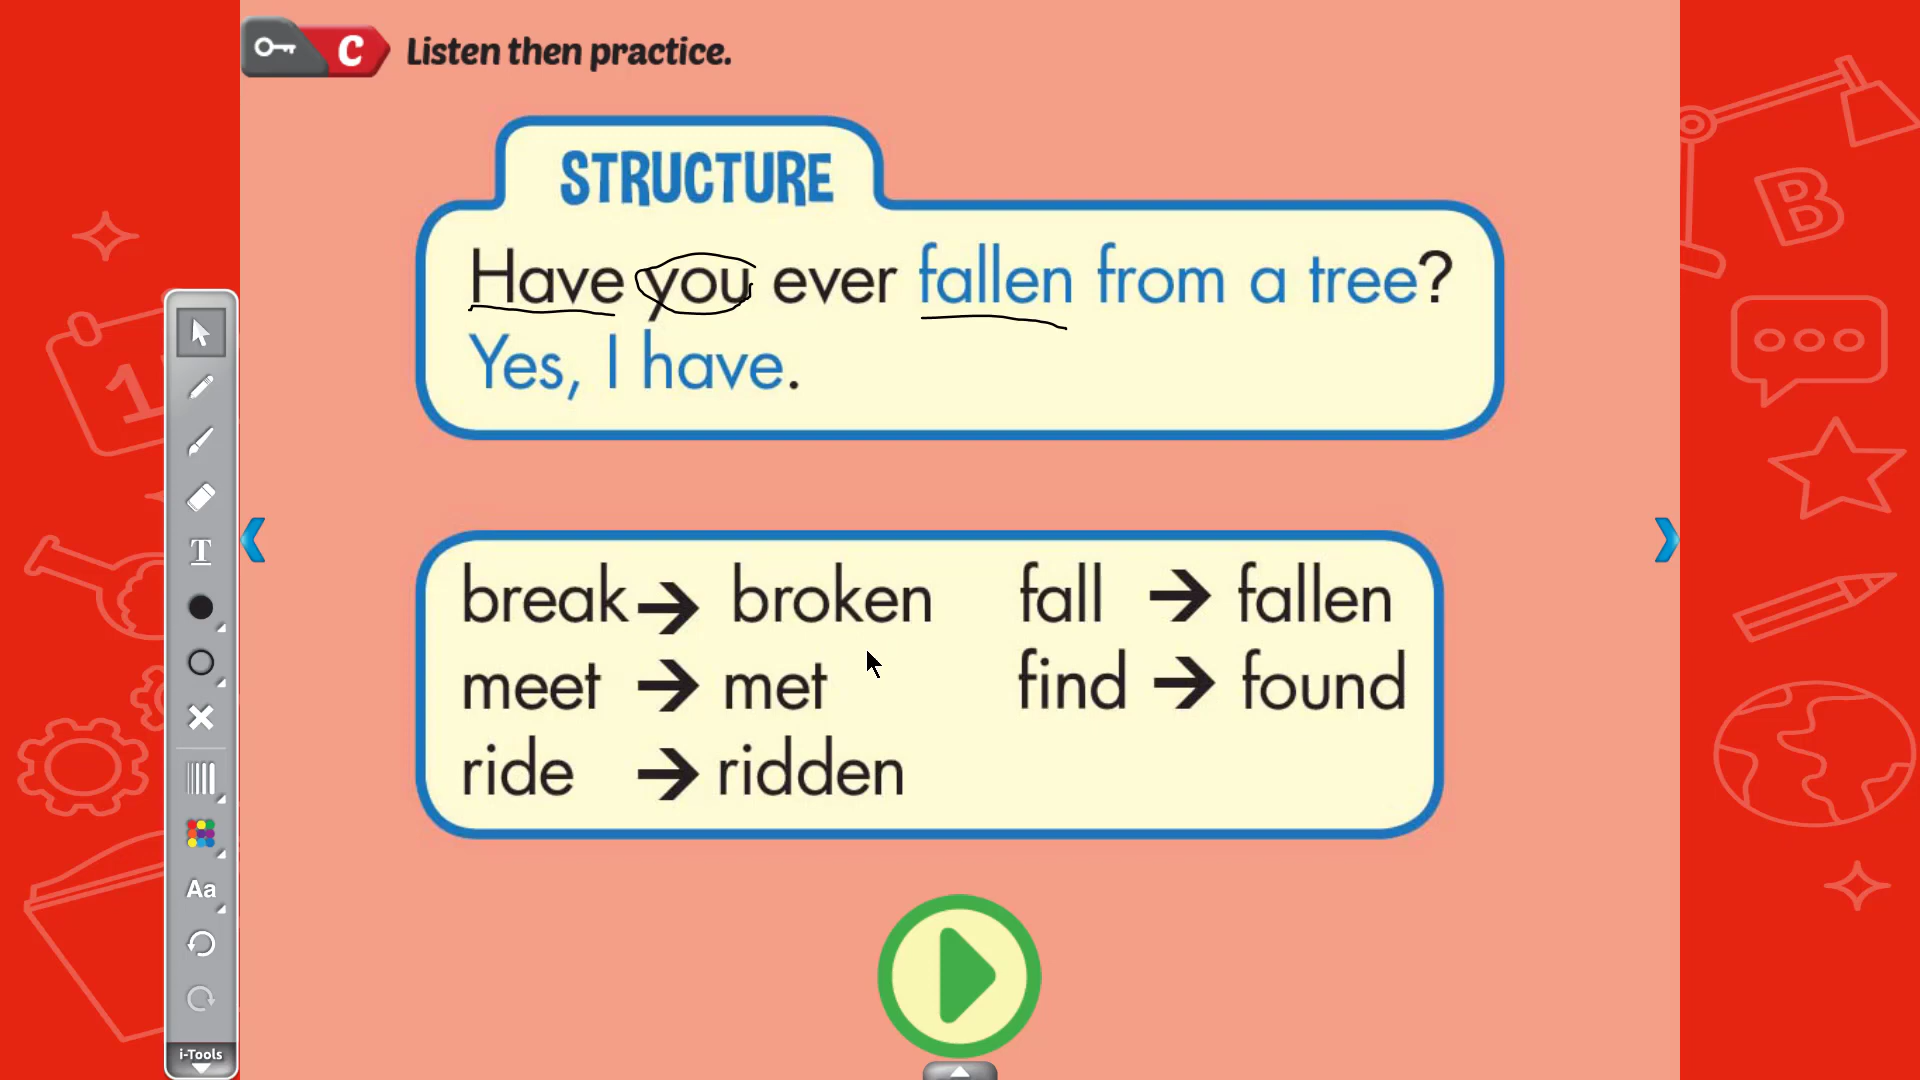 C Listen then practice.
STRUCTURE
Have you ever fallen from a tree?
Yes, I have.
break → broken fall → fallen
meet → met find → found
ride → ridden
T
Aa
i-Tools
1
B